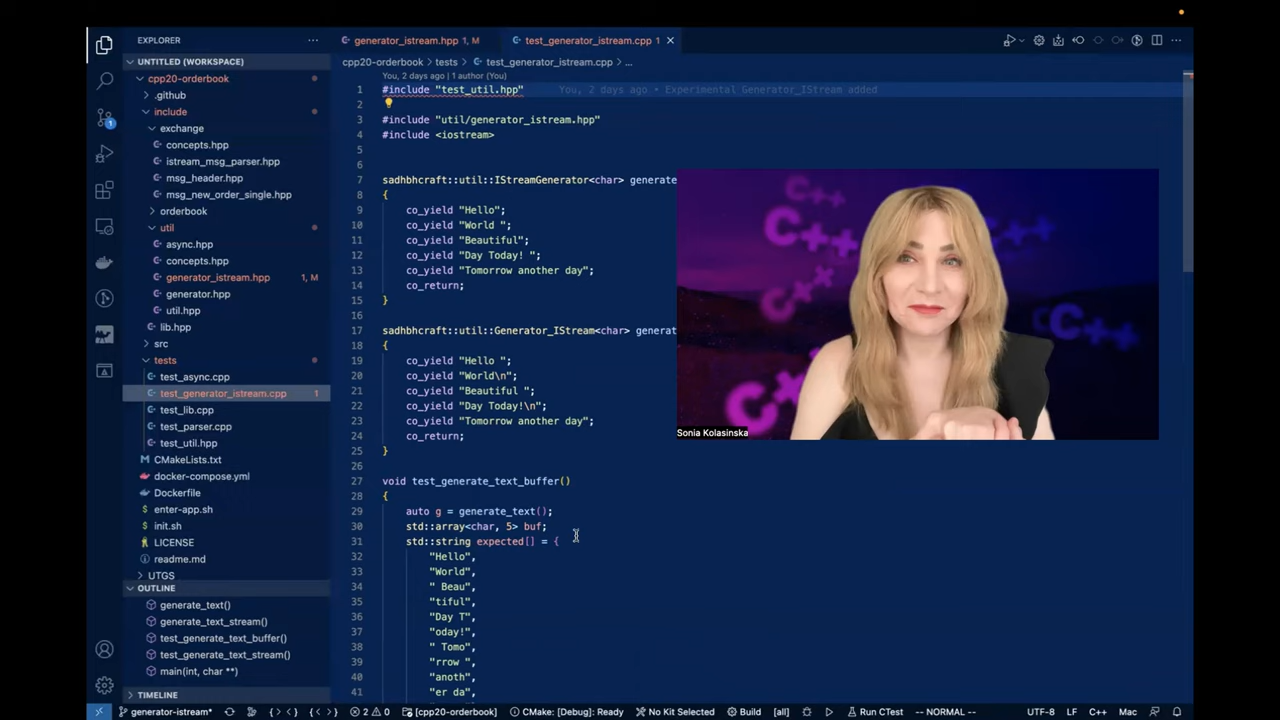 EXPLORER
UNTITLED (WORKSPACE)
cpp20-orderbook
.github
include
exchange
concepts.hpp
istream_msg_parser.hpp
msg_header.hpp
msg_new_order_single.hpp
orderbook
util
async.hpp
concepts.hpp
generator_istream.hpp 1, M
generator.hpp
util.hpp
lib.hpp
src
tests
test_async.cpp
test_generator_istream.cpp 1
test_lib.cpp
test_parser.cpp
test_util.hpp
CMakeLists.txt
docker-compose.yml
Dockerfile
enter-app.sh
init.sh
LICENSE
readme.md
UTGS
OUTLINE
generate_text()
generate_text_stream()
test_generate_text_buffer()
test_generate_text_stream()
main(int, char **)
TIMELINE
generator_istream.hpp 1, M test_generator_istream.cpp 1
cpp20-orderbook > tests > test_generator_istream.cpp > ...
You, 2 days ago | 1 author (You)
1 #include "test_util.hpp" You, 2 days ago • Experimental Generator_IStream added
2
3 #include "util/generator_istream.hpp"
4 #include <iostream>
5
6
7 sadhbhcraft::util::IStreamGenerator<char> generate
8 {
9 co_yield "Hello";
10 co_yield "World ";
11 co_yield "Beautiful";
12 co_yield "Day Today! ";
13 co_yield "Tomorrow another day";
14 co_return;
15 }
16
17 sadhbhcraft::util::Generator_IStream<char> generat
18 {
19 co_yield "Hello ";
20 co_yield "World\n";
21 co_yield "Beautiful ";
22 co_yield "Day Today!\n";
23 co_yield "Tomorrow another day";
24 co_return;
25 }
26
27 void test_generate_text_buffer()
28 {
29 auto g = generate_text();
30 std::array<char, 5> buf;
31 std::string expected[] = {
32 "Hello",
33 "World",
34 " Beau",
35 "tiful",
36 "Day T",
37 "oday!",
38 " Tomo",
39 "rrow ",
40 "anoth",
41 "er da",
C++ C++ C++ C++ C++
Sonia Kolasinska
generator-istream* 2 0 [cpp20-orderbook] CMake: [Debug]: Ready No Kit Selected Build [all] Run CTest -- NORMAL -- UTF-8 LF C++ Mac